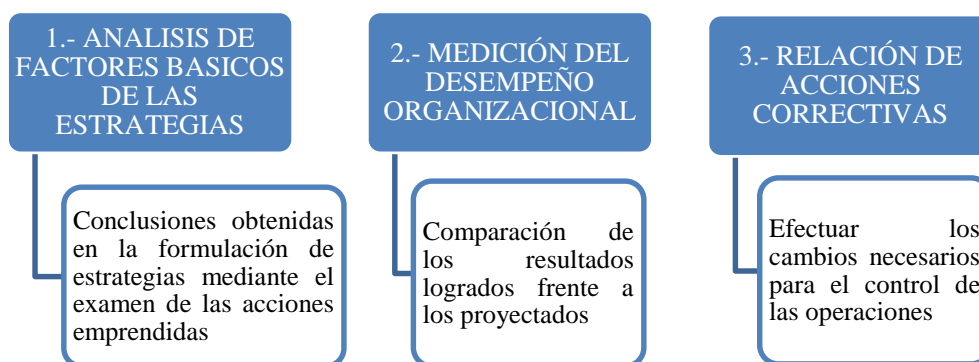 1.- ANALISIS DE
FACTORES BASICOS
DE LAS
ESTRATEGIAS
Conclusiones obtenidas
en la formulación de
estrategias mediante el
examen de las acciones
emprendidas
2.- MEDICIÓN DEL
DESEMPEÑO
ORGANIZACIONAL
Comparación de
los resultados
logrados frente a
los proyectados
3.- RELACIÓN DE
ACCIONES
CORRECTIVAS
Efectuar los
cambios necesarios
para el control de
las operaciones